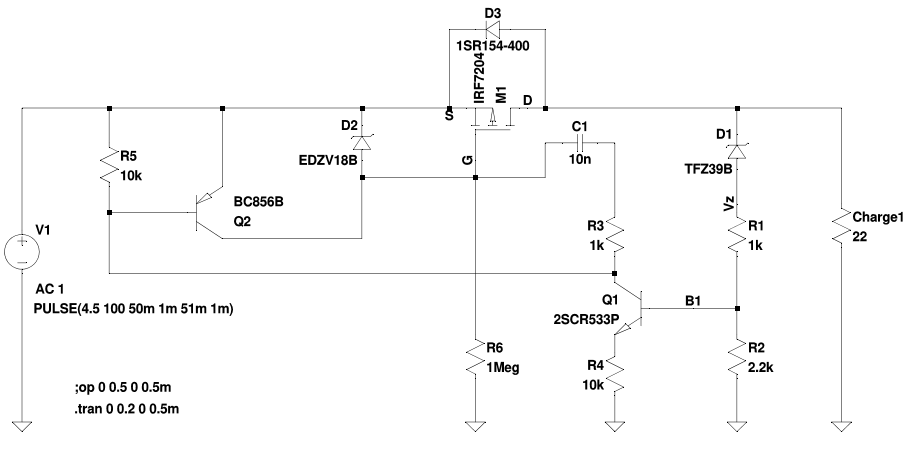 D3
1SR154-400
IRF7204
M1
S
D
G
D2
EDZV18B
C1
10n
D1
TFZ39B
Vz
R5
10k
BC856B
Q2
R3
1k
R1
1k
Charge1
22
V1
AC 1
PULSE(4.5 100 50m 1m 51m 1m)
Q1
2SCR533P
B1
R6
1Meg
R4
10k
R2
2.2k
;op 0 0.5 0 0.5m
.tran 0 0.2 0 0.5m